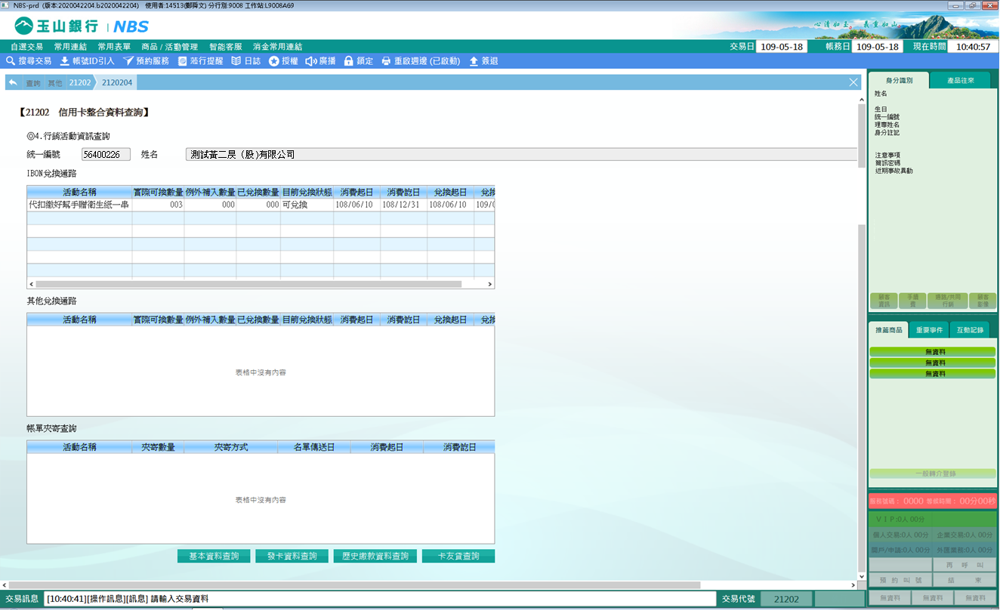 NBS-prd (版本:2020042204.b2020042204) 使用者:14513(鄭舜文) 分行別:9008 工作站:L9008A69
玉山銀行 | NBS
心清如玉。義重如山。
自選交易 常用連結 常用表單 商品 / 活動管理 智能客服 消金常用連結 交易日 109-05-18 帳務日 109-05-18 現在時間 10:40:57
搜尋交易 帳號ID引入 預約服務 蒞行提醒 日誌 授權 廣播 鎖定 重啟週邊 (已啟動) 簽退
查詢 其他 21202 2120204
【21202 信用卡整合資料查詢】
◎4.行銷活動資訊查詢
統一編號 56400226 姓名 測試黃二昃（股)有限公司
IBON兌換通路
活動名稱 實際可換數量 例外補入數量 已兌換數量 目前兌換狀態 消費起日 消費訖日 兌換起日 兌換
代扣繳好幫手贈衛生紙一串 003 000 000 可兌換 108/06/10 108/12/31 108/06/10 109/0
其他兌換通路
活動名稱 實際可換數量 例外補入數量 已兌換數量 目前兌換狀態 消費起日 消費訖日 兌換起日 兌換
表格中沒有內容
帳單夾寄查詢
活動名稱 夾寄數量 夾寄方式 名單傳送日 消費起日 消費訖日
表格中沒有內容
基本資料查詢 發卡資料查詢 歷史繳款資料查詢 卡友貸查詢
身分識別 產品往來
姓名
生日
統一編號
理專姓名
身分註記
注意事項
簡訊密碼
近期事故異動
顧客資訊 手續費 通路/共同行銷 顧客影像
推薦商品 重要事件 互動記錄
無資料
無資料
無資料
一般轉介登錄
服務號碼： 0000 等候時間： 00分00秒
V I P:0人 00分
個人交易:0人 00分 企業交易:0人 00分
開戶/申請:0人 00分 外匯業務:0人 00分
再 呼 叫
預 約 叫 號 結 束
無資料 無資料 無資料
交易訊息 [10:40:41][操作訊息][訊息] 請輸入交易資料 交易代號 21202